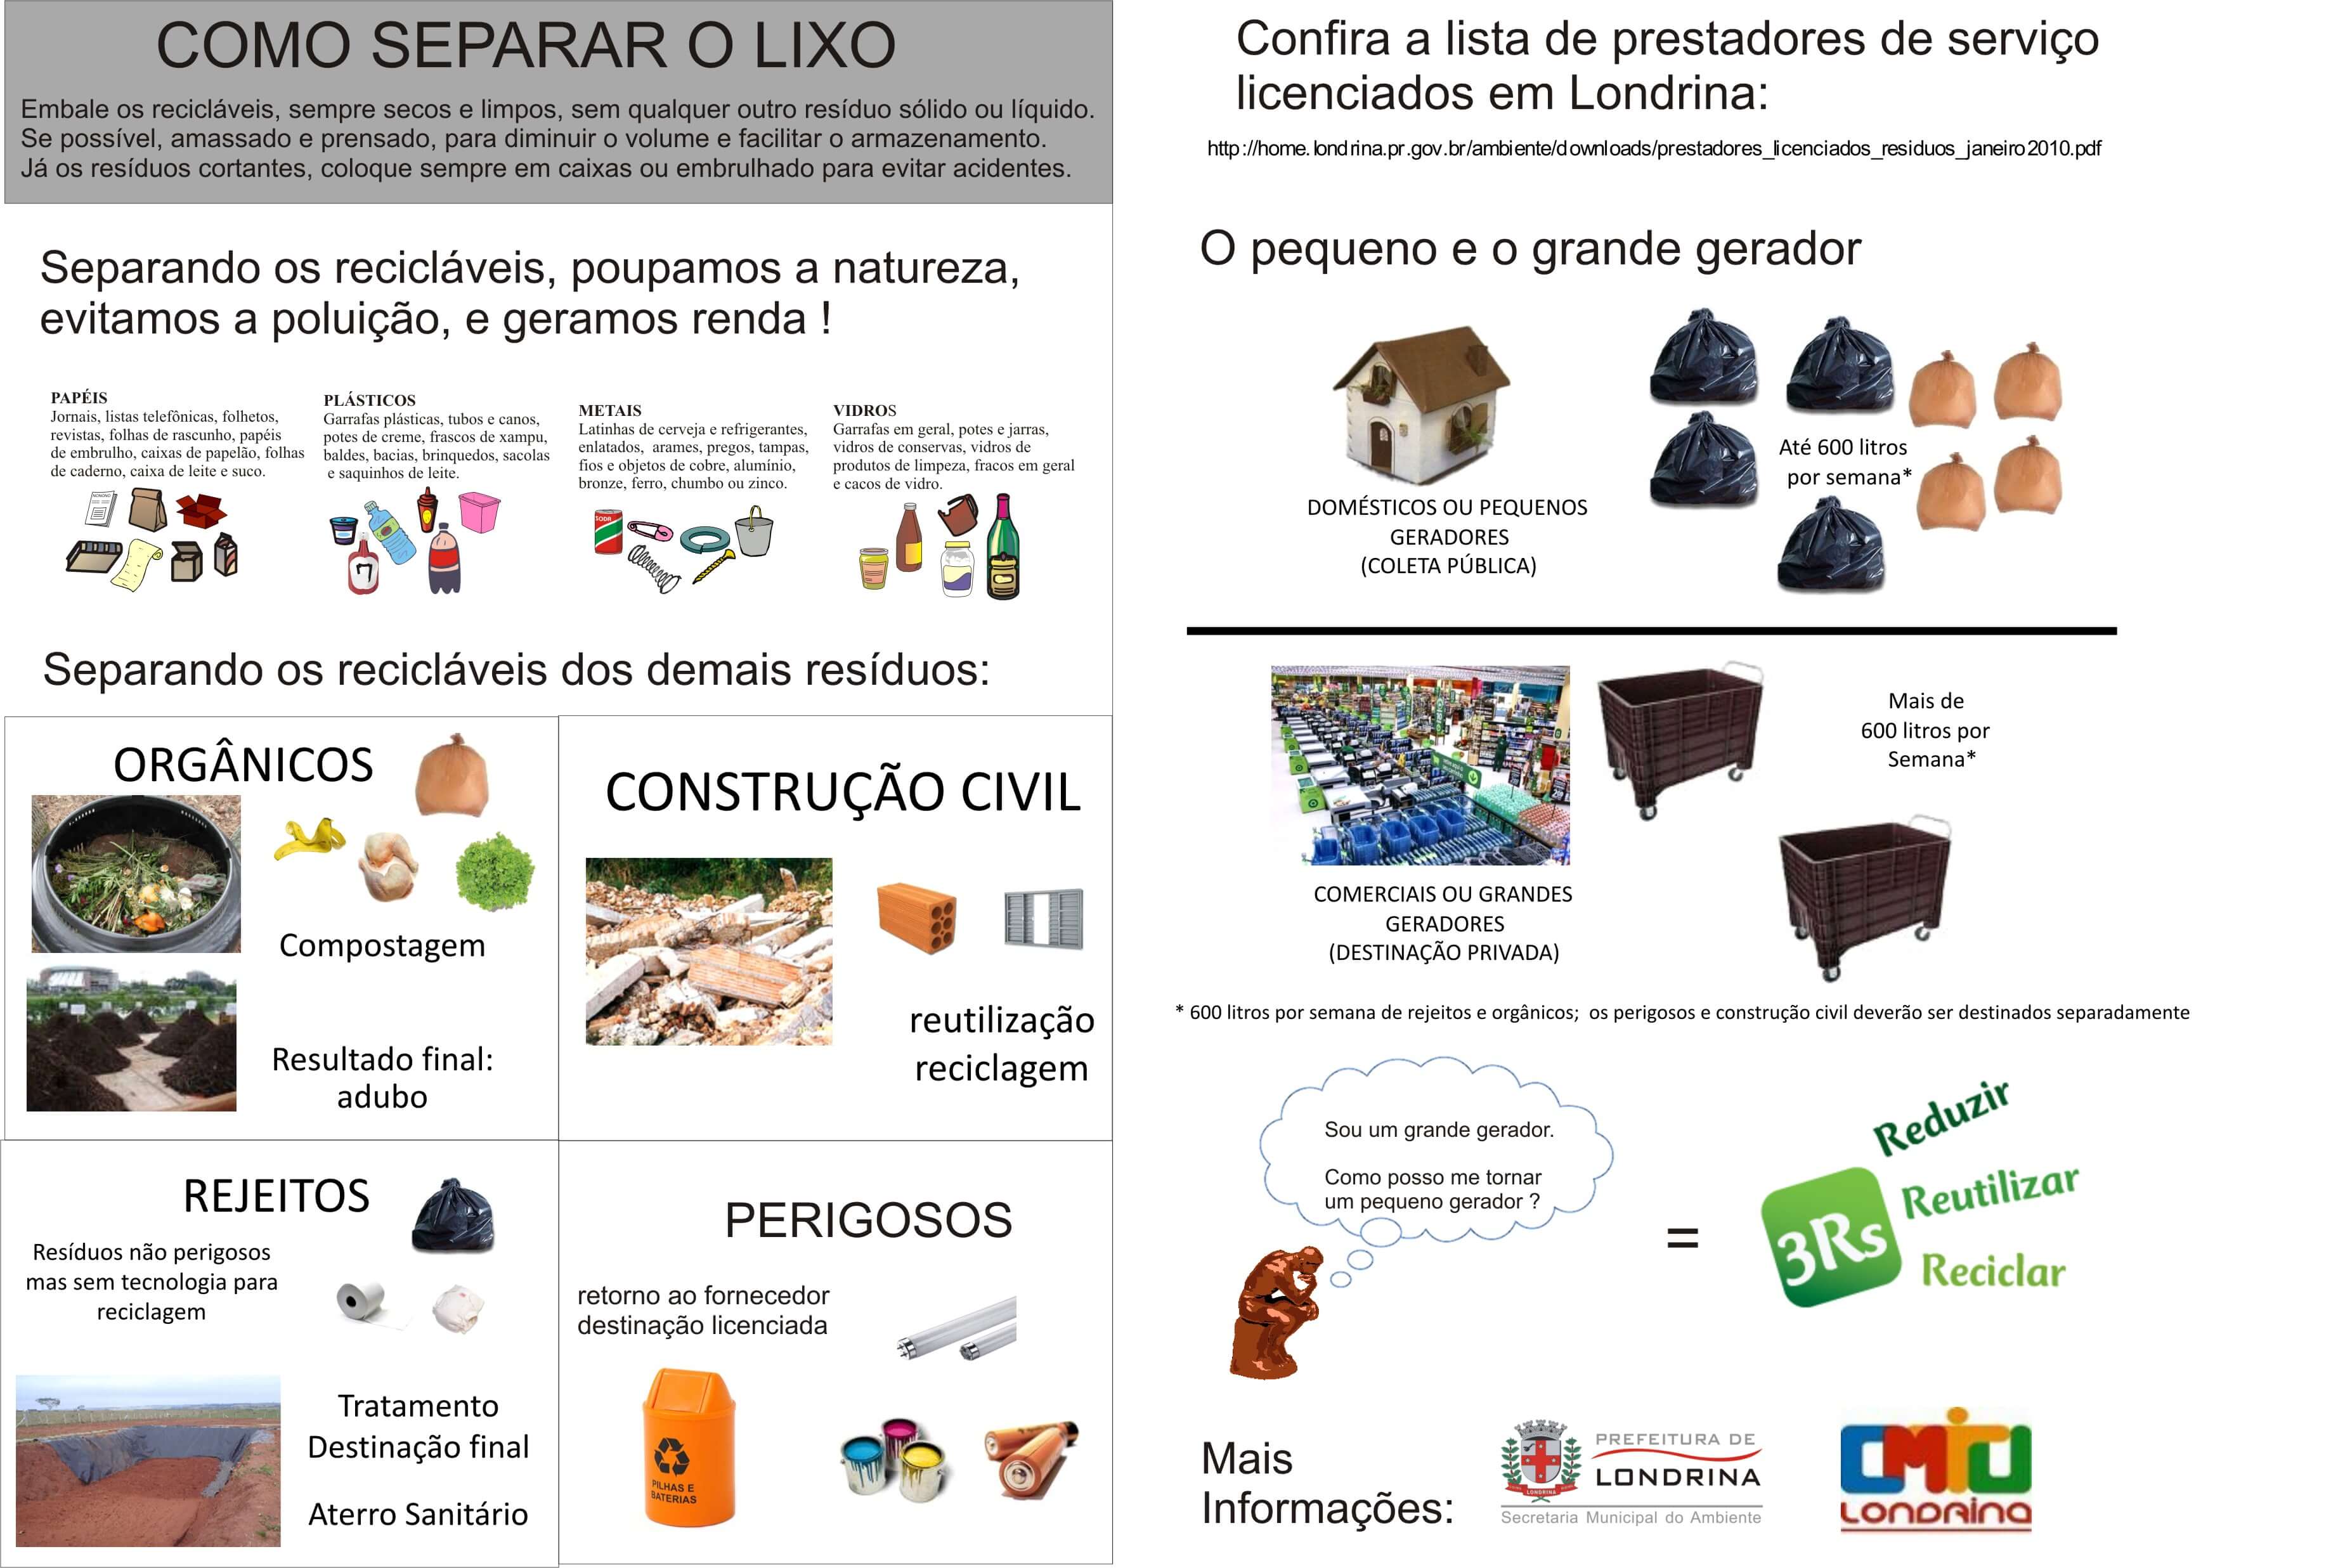 COMO SEPARAR O LIXO
Embale os recicláveis, sempre secos e limpos, sem qualquer outro resíduo sólido ou líquido.
Se possível, amassado e prensado, para diminuir o volume e facilitar o armazenamento.
Já os resíduos cortantes, coloque sempre em caixas ou embrulhado para evitar acidentes.
Separando os recicláveis, poupamos a natureza,
evitamos a poluição, e geramos renda !
PAPÉIS
Jornais, listas telefônicas, folhetos,
revistas, folhas de rascunho, papéis
de embrulho, caixas de papelão, folhas
de caderno, caixa de leite e suco.
PLÁSTICOS
Garrafas plásticas, tubos e canos,
potes de creme, frascos de xampu,
baldes, bacias, brinquedos, sacolas
e saquinhos de leite.
METAIS
Latinhas de cerveja e refrigerantes,
enlatados, arames, pregos, tampas,
fios e objetos de cobre, alumínio,
bronze, ferro, chumbo ou zinco.
VIDROS
Garrafas em geral, potes e jarras,
vidros de conservas, vidros de
produtos de limpeza, fracos em geral
e cacos de vidro.
SODA
Separando os recicláveis dos demais resíduos:
ORGÂNICOS
Compostagem
Resultado final:
adubo
CONSTRUÇÃO CIVIL
reutilização
reciclagem
REJEITOS
Resíduos não perigosos
mas sem tecnologia para
reciclagem
Tratamento
Destinação final
Aterro Sanitário
PERIGOSOS
retorno ao fornecedor
destinação licenciada
PILHAS E
BATERIAS
Confira a lista de prestadores de serviço
licenciados em Londrina:
http://home.londrina.pr.gov.br/ambiente/downloads/prestadores_licenciados_residuos_janeiro2010.pdf
O pequeno e o grande gerador
Até 600 litros
por semana*
DOMÉSTICOS OU PEQUENOS
GERADORES
(COLETA PÚBLICA)
Mais de
600 litros por
Semana*
COMERCIAIS OU GRANDES
GERADORES
(DESTINAÇÃO PRIVADA)
* 600 litros por semana de rejeitos e orgânicos; os perigosos e construção civil deverão ser destinados separadamente
Sou um grande gerador.
Como posso me tornar
um pequeno gerador ?
=
3Rs
Reduzir
Reutilizar
Reciclar
Mais
Informações:
LONDRINA
PREFEITURA DE
LONDRINA
Secretaria Municipal do Ambiente
CMTU
LONDRINA